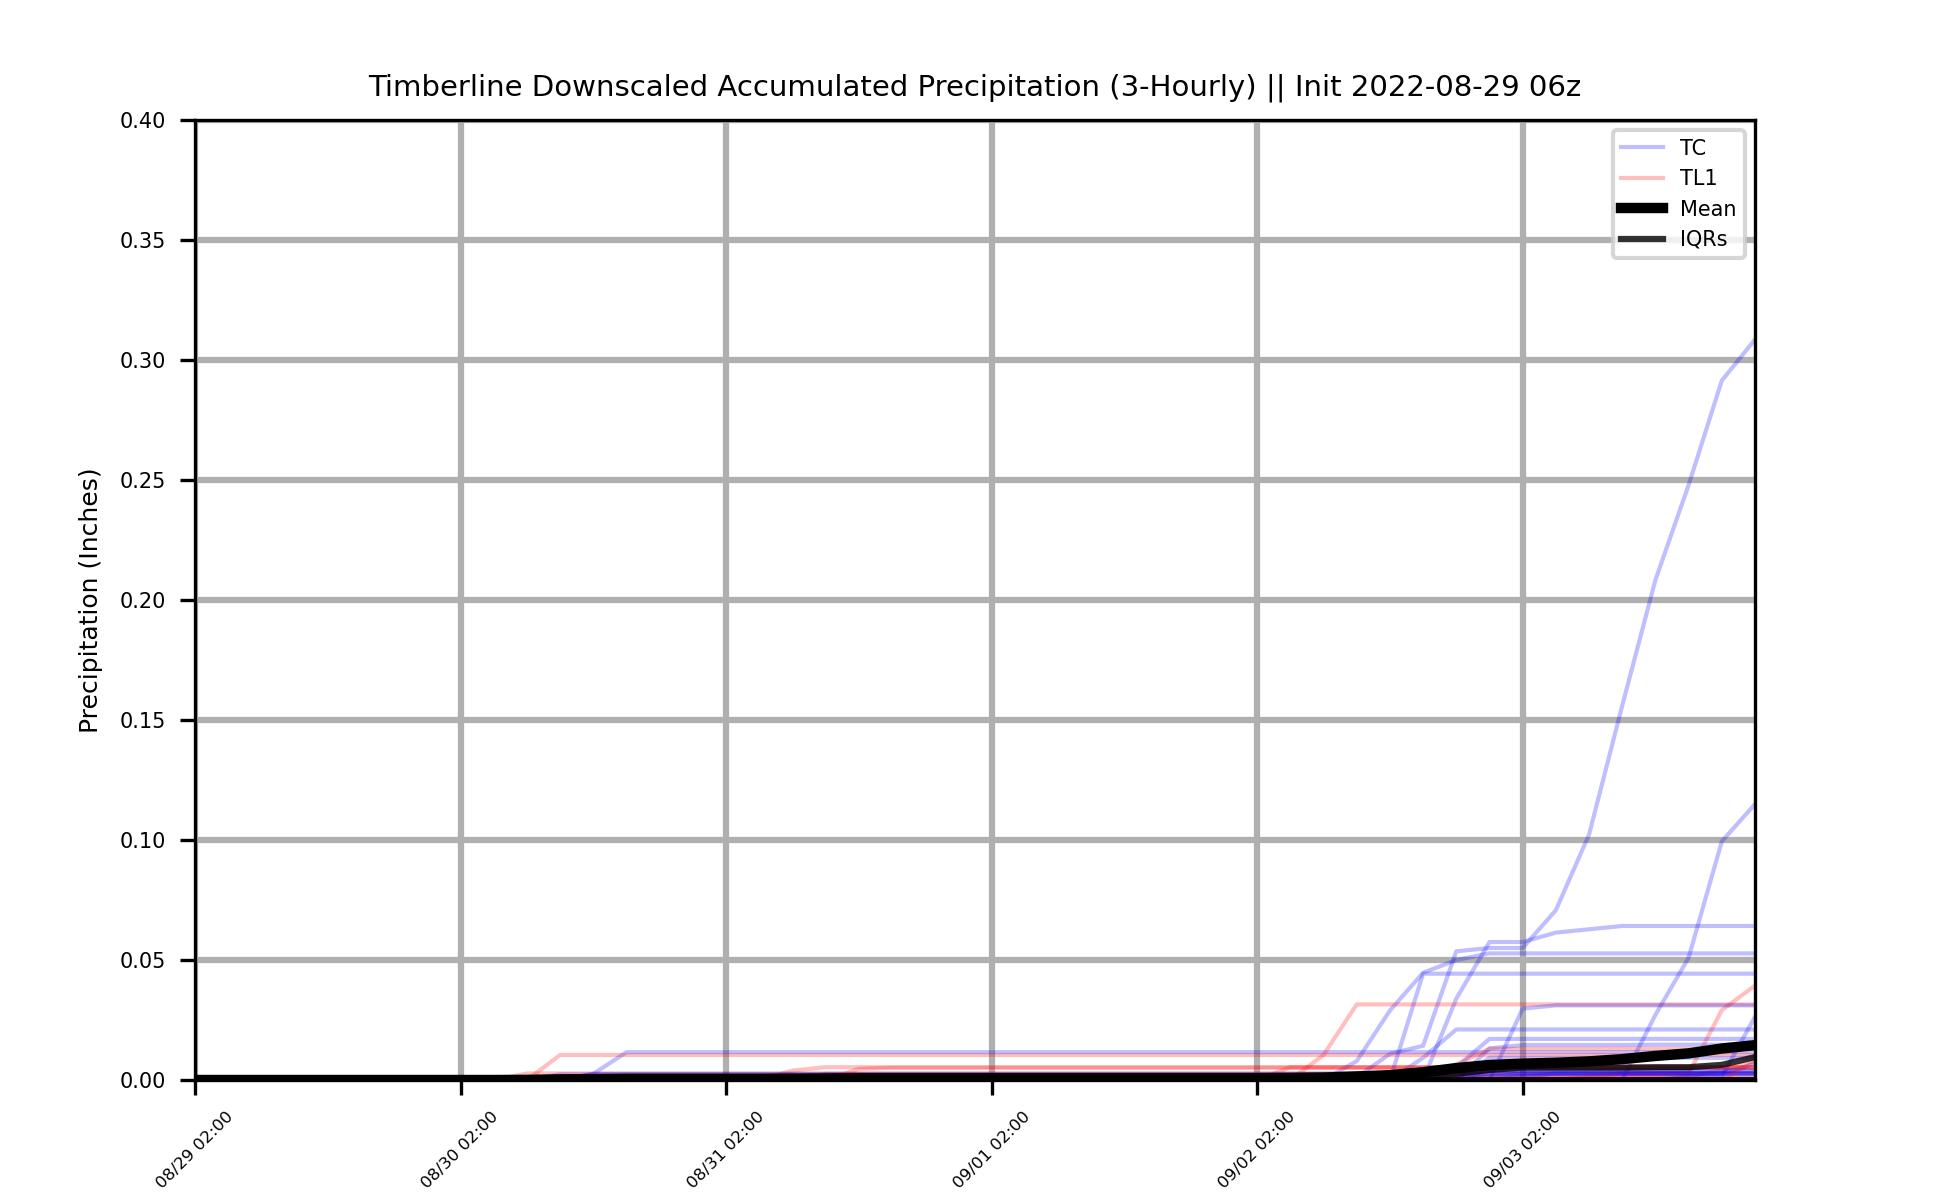 Timberline Downscaled Accumulated Precipitation (3-Hourly) || Init 2022-08-29 06z
0.40
0.35
0.30
0.25
0.20
0.15
0.10
0.05
0.00
Precipitation (Inches)
TC
TL1
Mean
IQRs
08/29 02:00
08/30 02:00
08/31 02:00
09/01 02:00
09/02 02:00
09/03 02:00